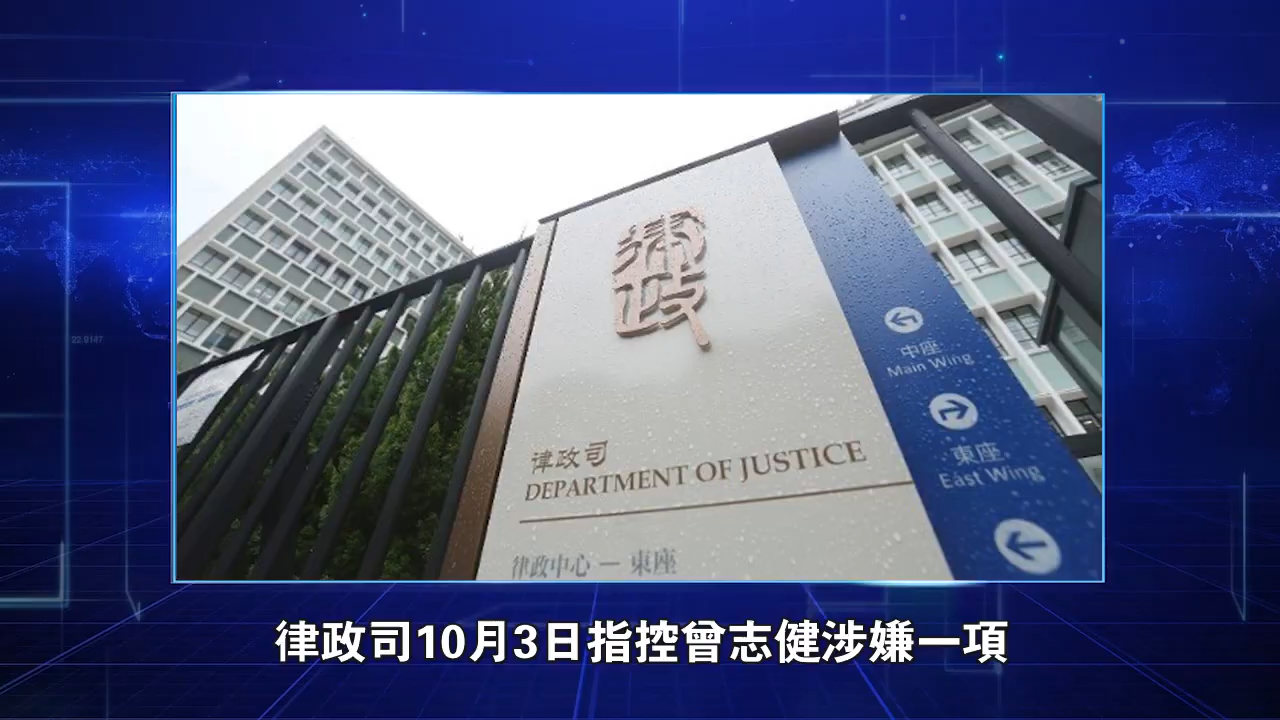 律政
中座
Main Wing
東座
East Wing
律政司
DEPARTMENT OF JUSTICE
律政中心 — 東座
22.9147
律政司10月3日指控曾志健涉嫌一項